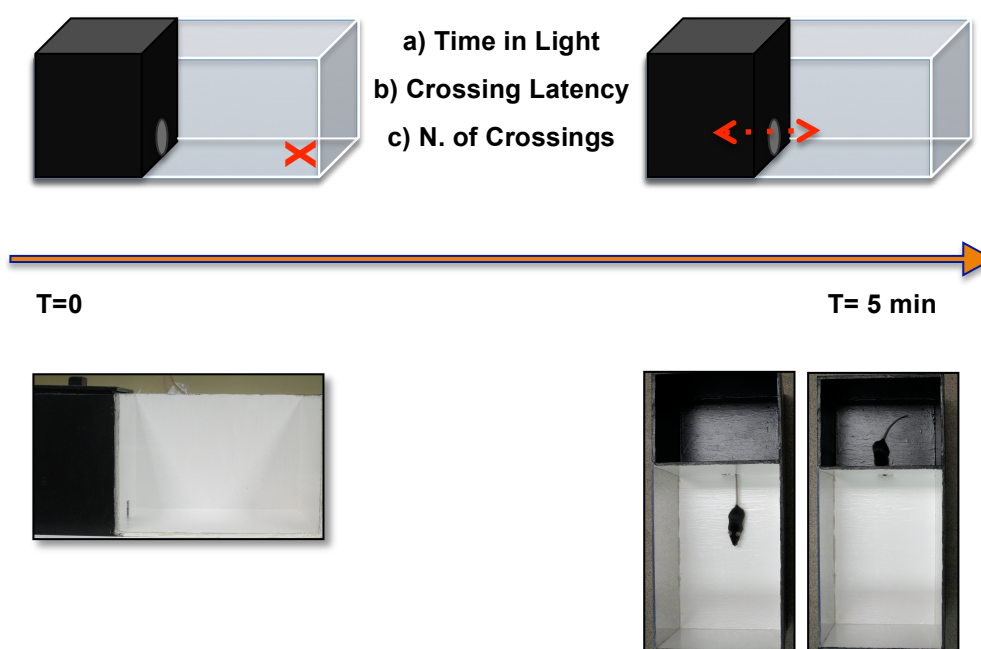 a) Time in Light
b) Crossing Latency
c) N. of Crossings
T=0
T= 5 min